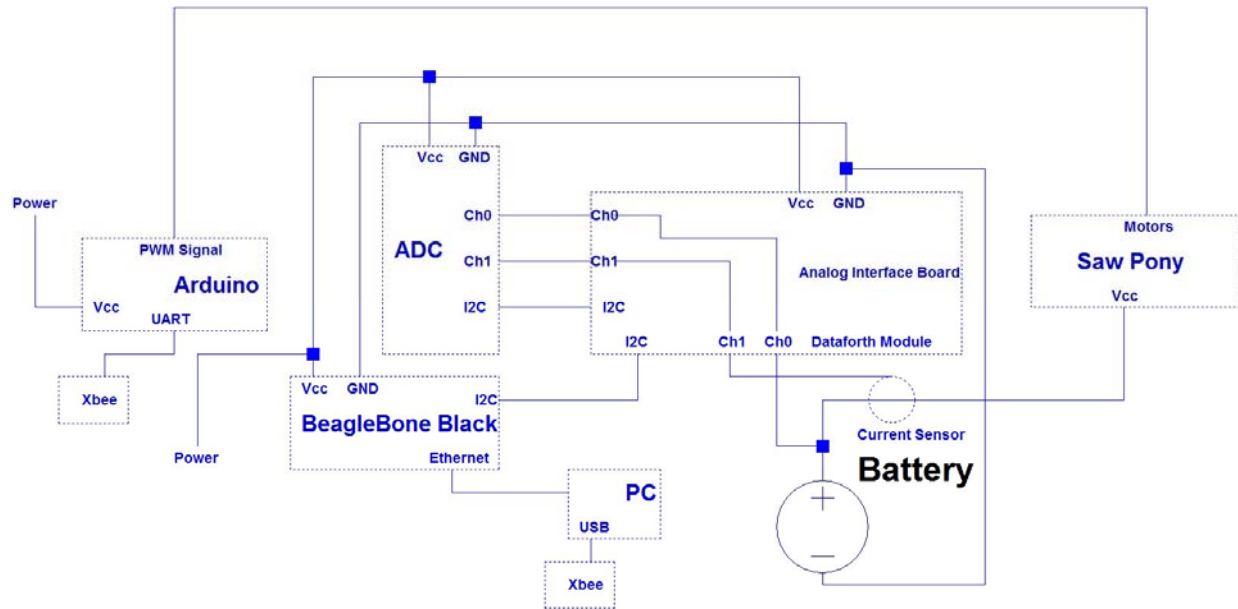 Vcc GND
Power
Ch0
Ch0
Vcc
GND
Motors
PWM Signal
ADC
Ch1
Ch1
Analog Interface Board
Saw Pony
Arduino
Vcc
I2C
I2C
Vcc
UART
I2C
Ch1
Ch0
Dataforth Module
Xbee
Vcc
GND
I2C
BeagleBone Black
Current Sensor
Power
Ethernet
Battery
PC
USB
Xbee